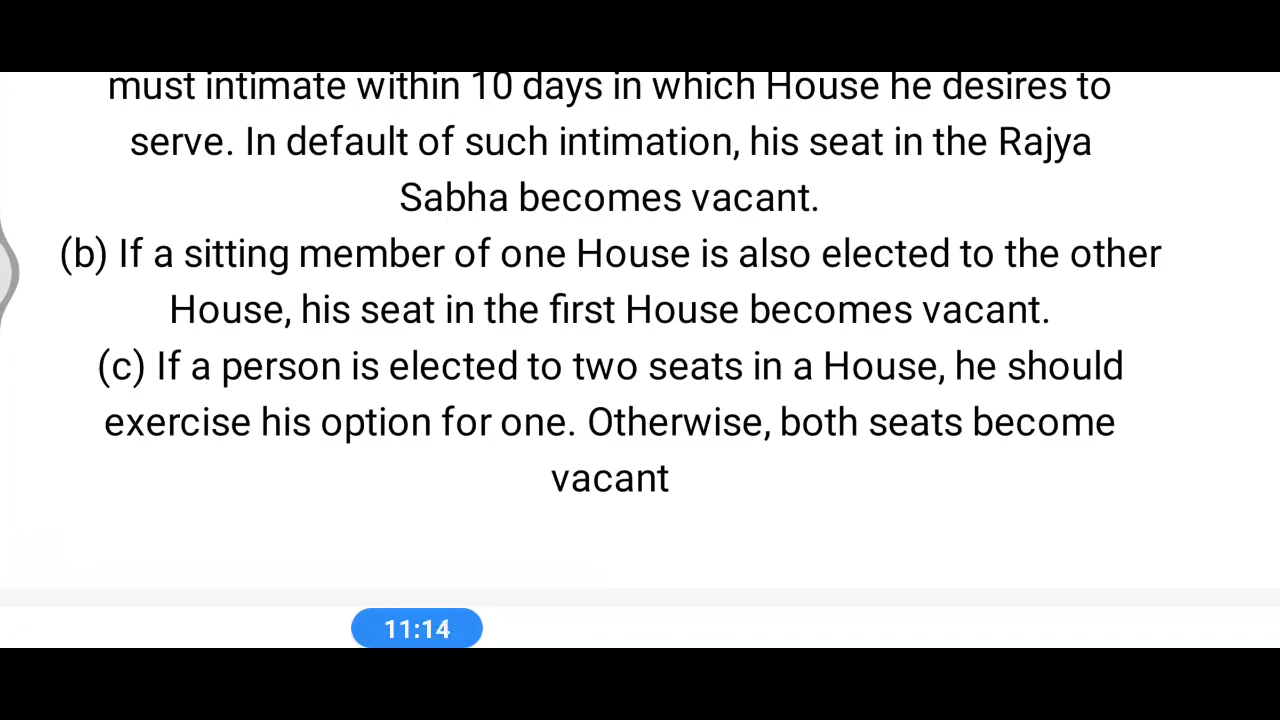 must intimate within 10 days in which House he desires to
serve. In default of such intimation, his seat in the Rajya
Sabha becomes vacant.
(b) If a sitting member of one House is also elected to the other
House, his seat in the first House becomes vacant.
(c) If a person is elected to two seats in a House, he should
exercise his option for one. Otherwise, both seats become
vacant
11:14